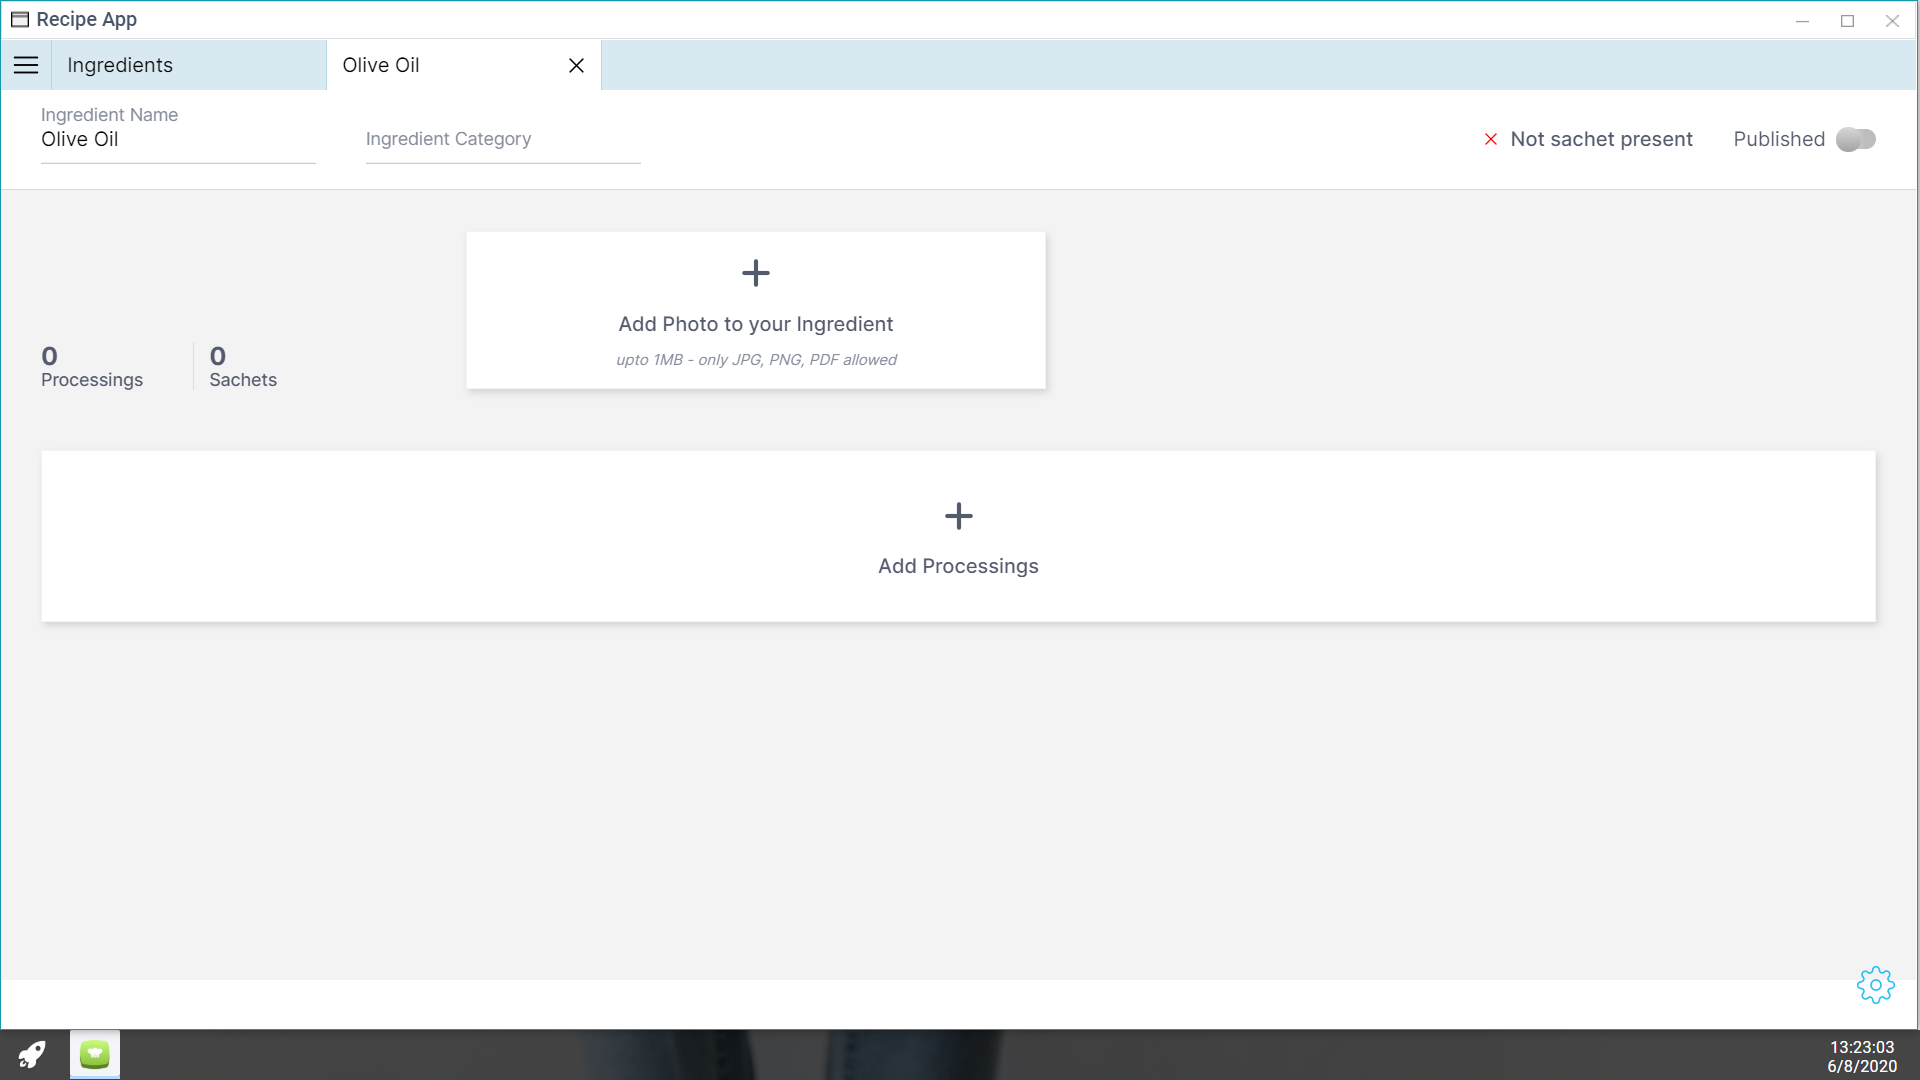 Recipe App
Ingredients
Olive Oil
Ingredient Name
Olive Oil
Ingredient Category
Not sachet present
Published
Add Photo to your Ingredient
upto 1MB - only JPG, PNG, PDF allowed
0
Processings
0
Sachets
Add Processings
13:23:03
6/8/2020